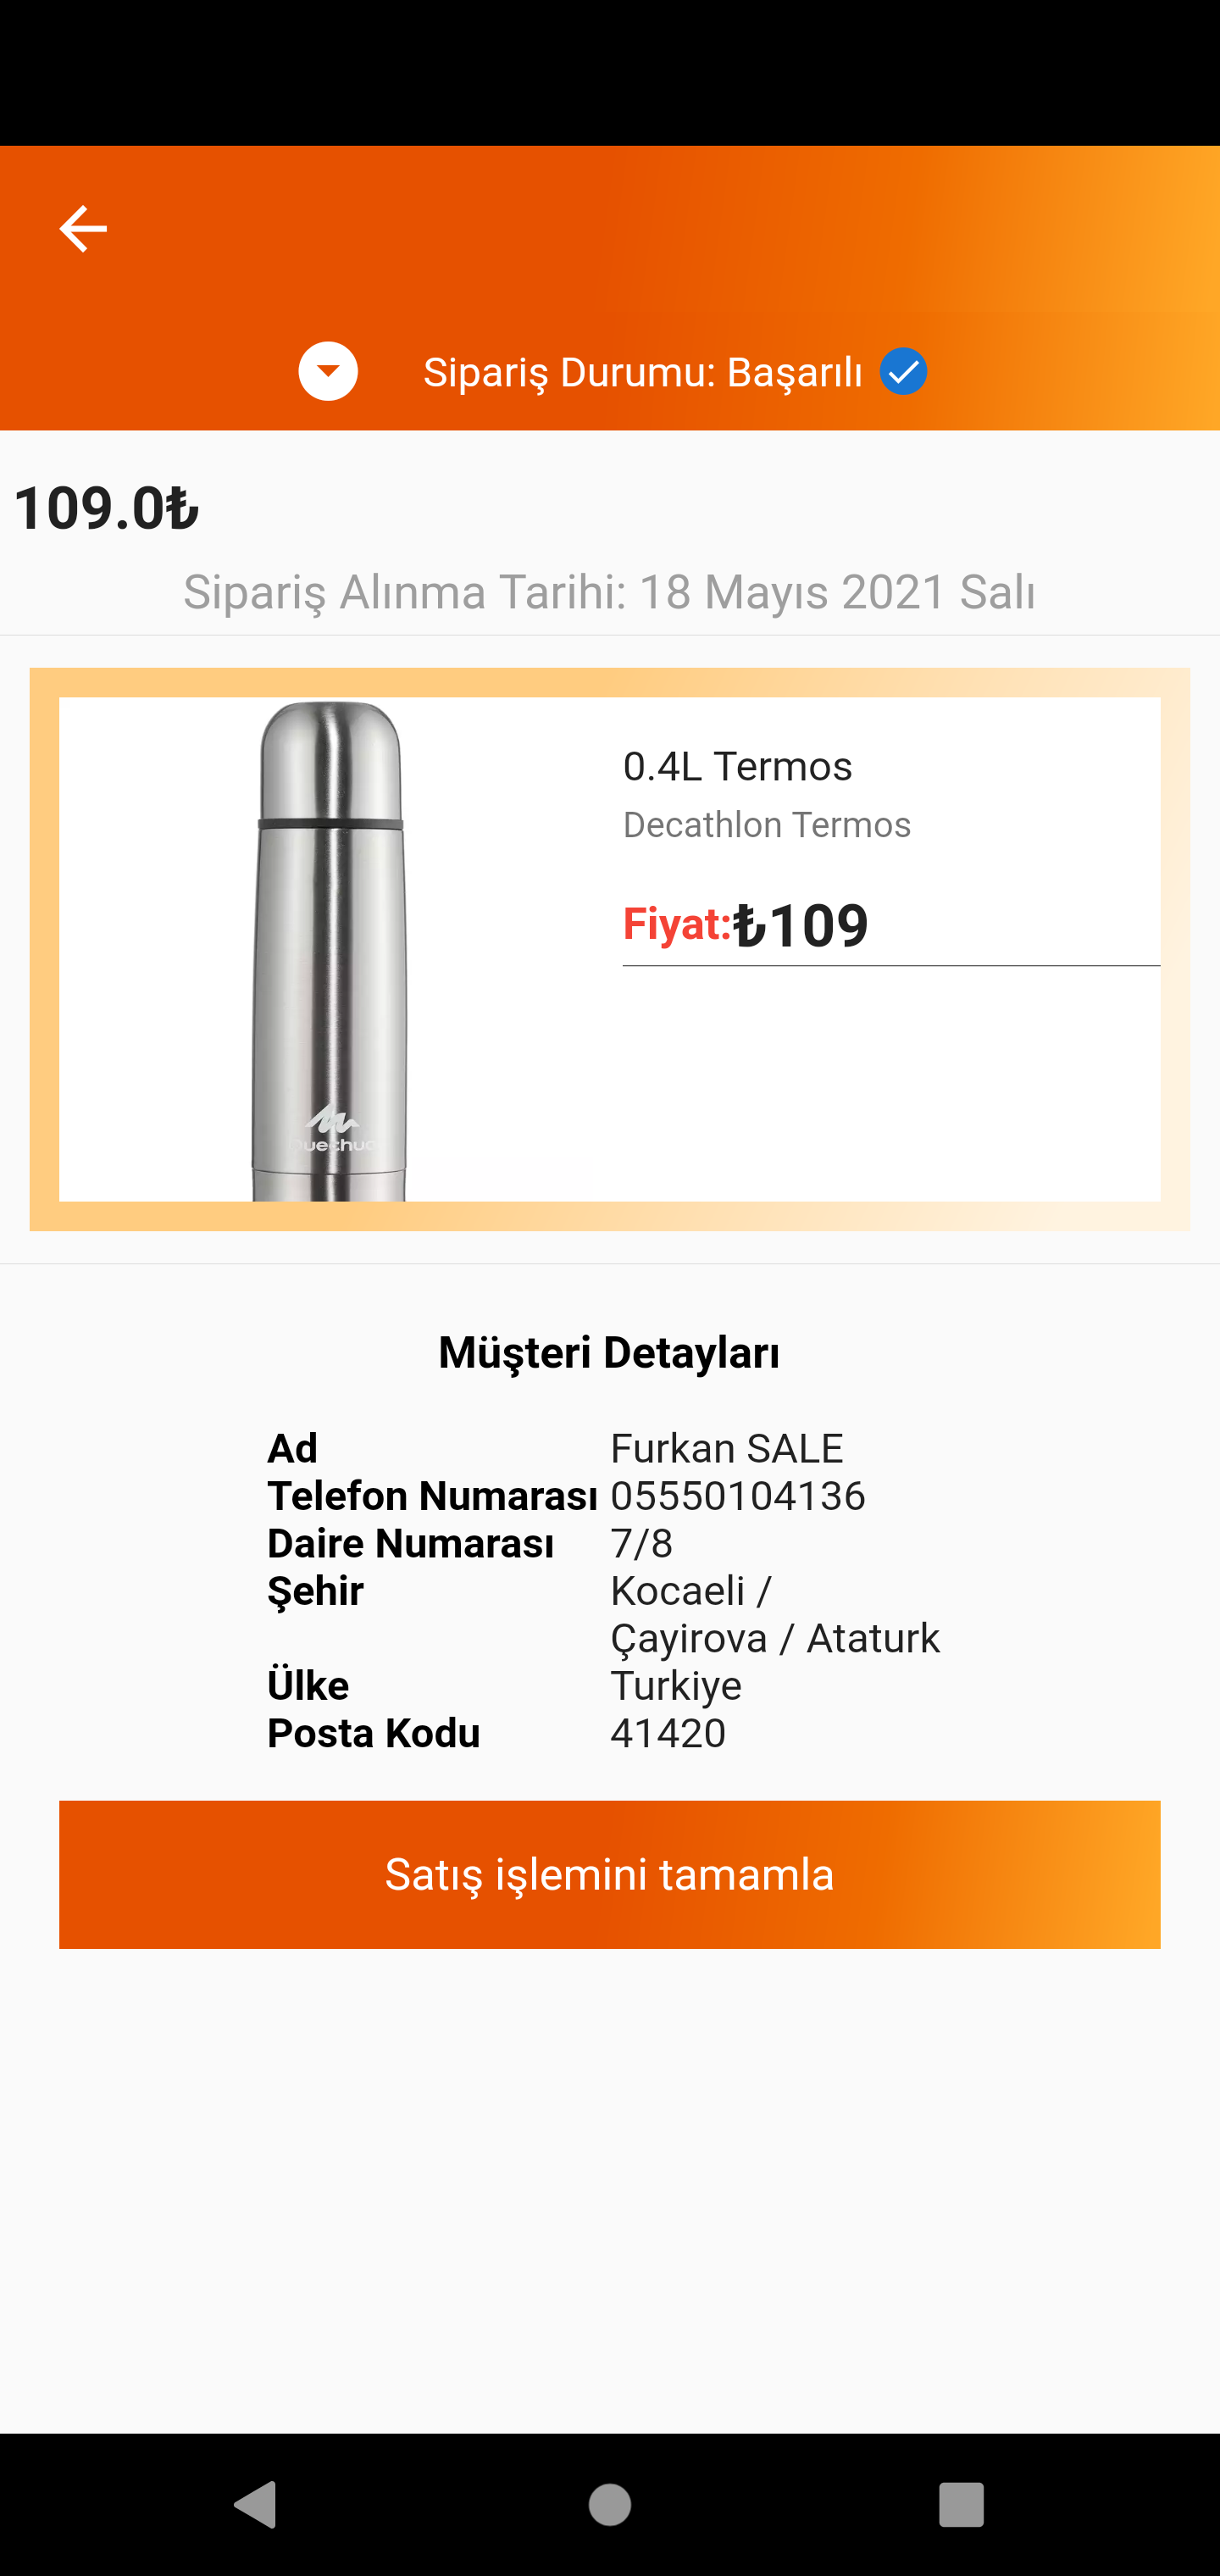 Sipariş Durumu: Başarılı
109.0₺
Sipariş Alınma Tarihi: 18 Mayıs 2021 Salı
0.4L Termos
Decathlon Termos
Fiyat:₺109
Müşteri Detayları
Ad Furkan SALE
Telefon Numarası 05550104136
Daire Numarası 7/8
Şehir Kocaeli /
Çayirova / Ataturk
Ülke Turkiye
Posta Kodu 41420
Satış işlemini tamamla